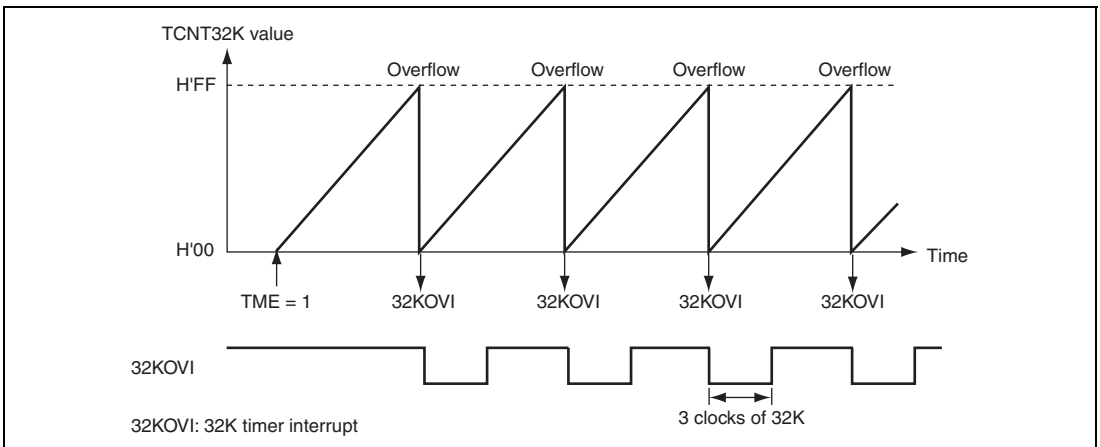 TCNT32K value
Overflow Overflow Overflow Overflow
H'FF
H'00
Time
TME = 1 32KOVI 32KOVI 32KOVI 32KOVI
32KOVI
3 clocks of 32K
32KOVI: 32K timer interrupt